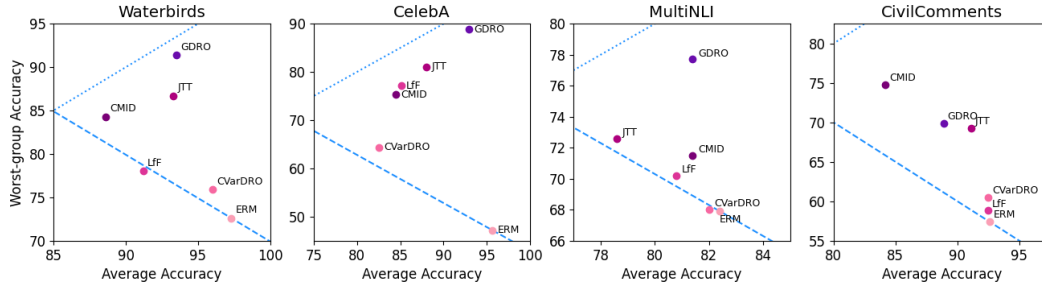 Waterbirds
95
90
85
80
75
70
85
90
95
100
Worst-group Accuracy
Average Accuracy
GDRO
JTT
CMID
LfF
CVarDRO
ERM
CelebA
90
80
70
60
50
75
80
85
90
95
Average Accuracy
GDRO
JTT
LfF
CMID
CVarDRO
ERM
MultiNLI
80
78
76
74
72
70
68
66
78
80
82
84
Average Accuracy
GDRO
JTT
CMID
LfF
CVarDRO
ERM
CivilComments
80
75
70
65
60
55
80
85
90
95
Average Accuracy
CMID
GDRO
JTT
CVarDRO
LfF
ERM